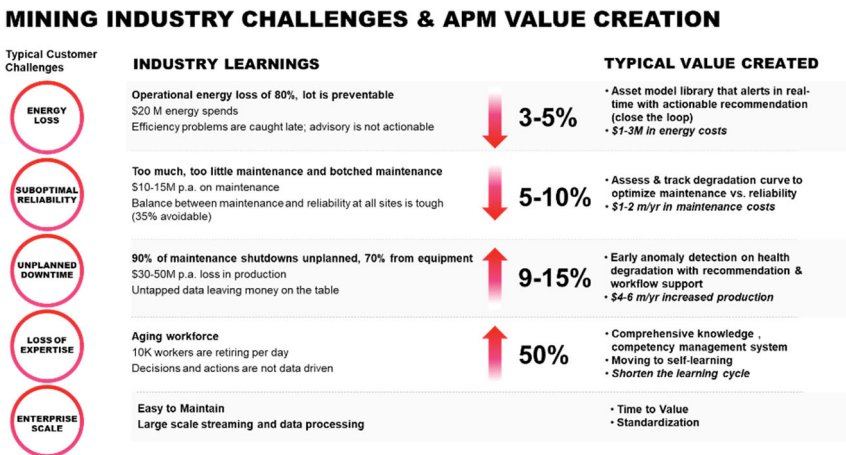 MINING INDUSTRY CHALLENGES & APM VALUE CREATION
Typical Customer
Challenges
INDUSTRY LEARNINGS
TYPICAL VALUE CREATED
ENERGY
LOSS
Operational energy loss of 80%, lot is preventable
$20 M energy spends
Efficiency problems are caught late; advisory is not actionable
3-5%
• Asset model library that alerts in real-
time with actionable recommendation
(close the loop)
• $1-3M in energy costs
SUBOPTIMAL
RELIABILITY
Too much, too little maintenance and botched maintenance
$10-15M p.a. on maintenance
Balance between maintenance and reliability at all sites is tough
(35% avoidable)
5-10%
• Assess & track degradation curve to
optimize maintenance vs. reliability
• $1-2 m/yr in maintenance costs
UNPLANNED
DOWNTIME
90% of maintenance shutdowns unplanned, 70% from equipment
$30-50M p.a. loss in production
Untapped data leaving money on the table
9-15%
• Early anomaly detection on health
degradation with recommendation &
workflow support
• $4-6 m/yr increased production
LOSS OF
EXPERTISE
Aging workforce
10K workers are retiring per day
Decisions and actions are not data driven
50%
• Comprehensive knowledge ,
competency management system
• Moving to self-learning
• Shorten the learning cycle
ENTERPRISE
SCALE
Easy to Maintain
Large scale streaming and data processing
• Time to Value
• Standardization